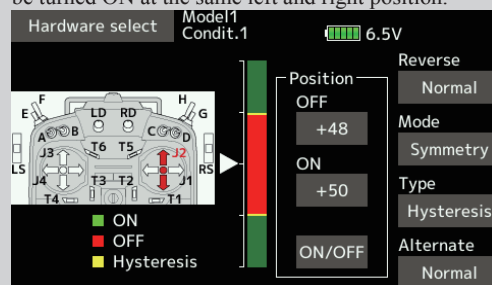 be turned ON at the same left and right position.
Hardware select
Model1
Condit.1
6.5V
Reverse
Normal
Mode
Symmetry
Type
Hysteresis
Alternate
Normal
Position
OFF
+48
ON
+50
ON/OFF
F
H
E
LD RD
G
A B
C D
T6 T5
J3
J2
LS
RS
J4
T3 T2
J1
T4
T1
ON
OFF
Hysteresis